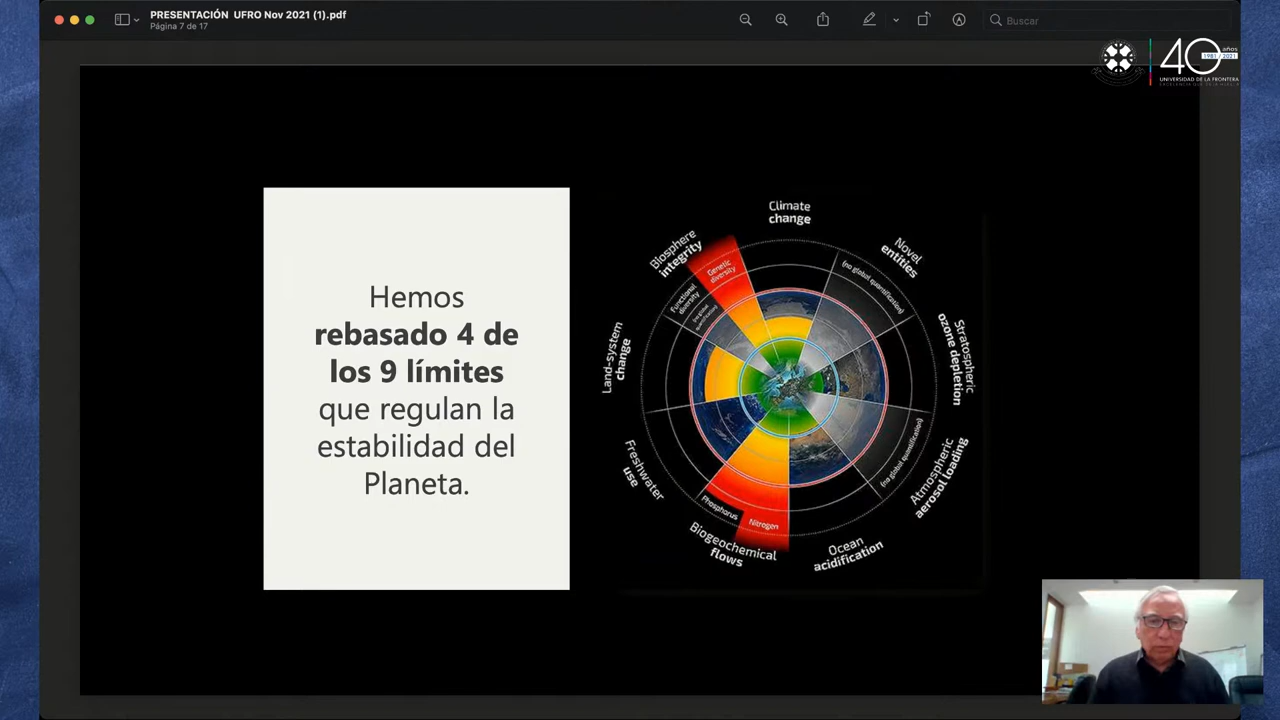 PRESENTACIÓN UFRO Nov 2021 (1).pdf
Página 7 de 17
Buscar
40 años
1981 / 2021
UNIVERSIDAD DE LA FRONTERA
Hemos
rebasado 4 de
los 9 límites
que regulan la
estabilidad del
Planeta.
Climate
change
Novel
entities
(no global quantification)
Stratospheric
ozone depletion
Atmospheric
aerosol loading
(no global quantification)
Ocean
acidification
Biogeochemical
flows
Phosphorus
Nitrogen
Freshwater
use
Land-system
change
Biosphere
integrity
Genetic
diversity
Functional
diversity